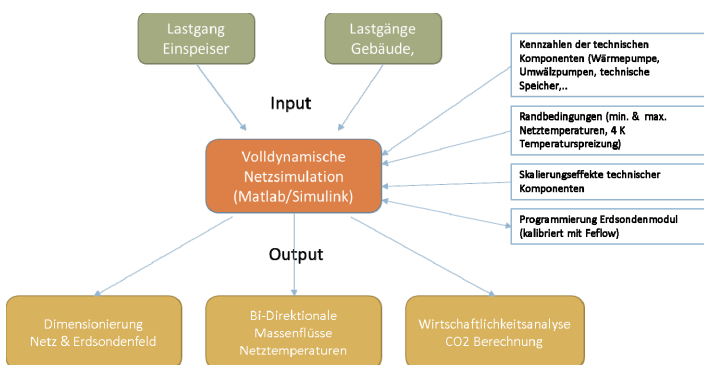 Lastgang
Einspeiser
Lastgänge
Gebäude,
Kennzahlen der technischen
Komponenten (Wärmepumpe,
Umwälzpumpen, technische
Speicher,..
Input
Randbedingungen (min. & max.
Netztemperaturen, 4 K
Temperaturspreizung)
Volldynamische
Netzsimulation
(Matlab/Simulink)
Skalierungseffekte technischer
Komponenten
Programmierung Erdsondenmodul
(kalibriert mit Feflow)
Output
Dimensionierung
Netz & Erdsondenfeld
Bi-Direktionale
Massenflüsse
Netztemperaturen
Wirtschaftlichkeitsanalyse
CO2 Berechnung